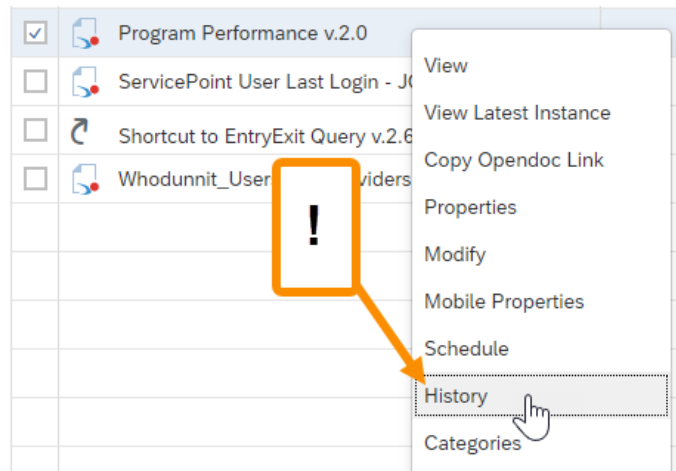 Program Performance v.2.0
ServicePoint User Last Login - J
Shortcut to EntryExit Query v.2.6
Whodunnit_User viders
!
View
View Latest Instance
Copy Opendoc Link
Properties
Modify
Mobile Properties
Schedule
History
Categories